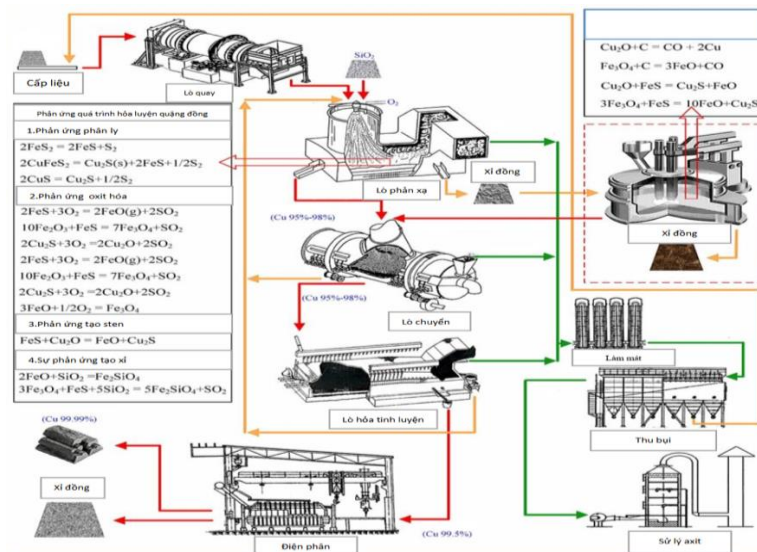 Cấp liệu
Lò quay
SiO₂
O₂
Cu₂O+C = CO + 2Cu
Fe₃O₄+C = 3FeO+CO
Cu₂O+FeS = Cu₂S+FeO
3Fe₃O₄+FeS = 10FeO+Cu₂S
Phản ứng quá trình hỏa luyện quặng đồng
1.Phản ứng phân ly
2FeS₂ = 2FeS+S₂
2CuFeS₂ = Cu₂S(s)+2FeS+1/2S₂
2CuS = Cu₂S+1/2S₂
2.Phản ứng oxit hóa
2FeS+3O₂ = 2FeO(g)+2SO₂
10Fe₂O₃+FeS = 7Fe₃O₄+SO₂
2Cu₂S+3O₂ =2Cu₂O+2SO₂
2FeS+3O₂ = 2FeO(g)+2SO₂
10Fe₂O₃+FeS = 7Fe₃O₄+SO₂
2Cu₂S+3O₂ =2Cu₂O+2SO₂
3FeO+1/2O₂ = Fe₃O₄
3.Phản ứng tạo sten
FeS+Cu₂O = FeO+Cu₂S
4.Sự phản ứng tạo xỉ
2FeO+SiO₂ =Fe₂SiO₄
3Fe₃O₄+FeS+5SiO₂ = 5Fe₂SiO₄+SO₂
Lò phản xạ
Xỉ đồng
Xỉ đồng
(Cu 95%-98%)
Lò chuyển
(Cu 95%-98%)
Làm mát
Lò hỏa tinh luyện
Thu bụi
(Cu 99.99%)
Xỉ đồng
Điện phân
(Cu 99.5%)
Sử lý axit